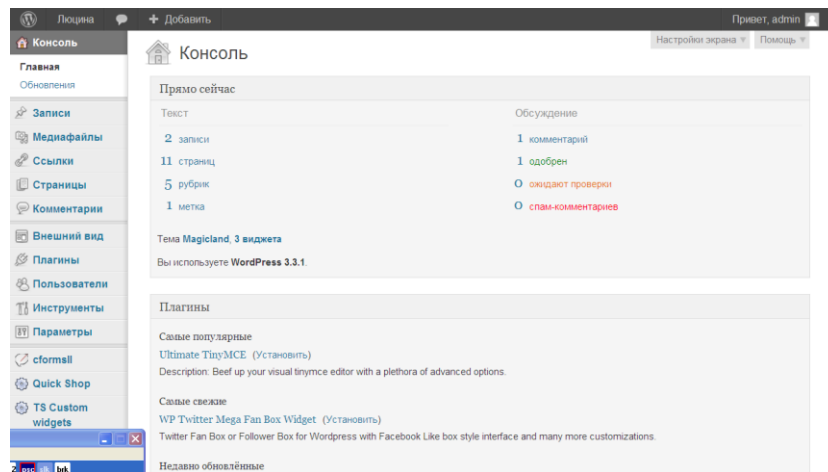 Люцина
Добавить
Привет, admin
Консоль
Главная
Обновления
Записи
Медиафайлы
Ссылки
Страницы
Комментарии
Внешний вид
Плагины
Пользователи
Инструменты
Параметры
cformsII
Quick Shop
TS Custom
widgets
Консоль
Настройки экрана
Помощь
Прямо сейчас
Текст
Обсуждение
2 записи
1 комментарий
11 страниц
1 одобрен
5 рубрик
0 ожидают проверки
1 метка
0 спам-комментариев
Тема Magicland, 3 виджета
Вы используете WordPress 3.3.1.
Плагины
Самые популярные
Ultimate TinyMCE (Установить)
Description: Beef up your visual tinymce editor with a plethora of advanced options.
Самые свежие
WP Twitter Mega Fan Box Widget (Установить)
Twitter Fan Box or Follower Box for Wordpress with Facebook Like box style interface and many more customizations.
Недавно обновлённые